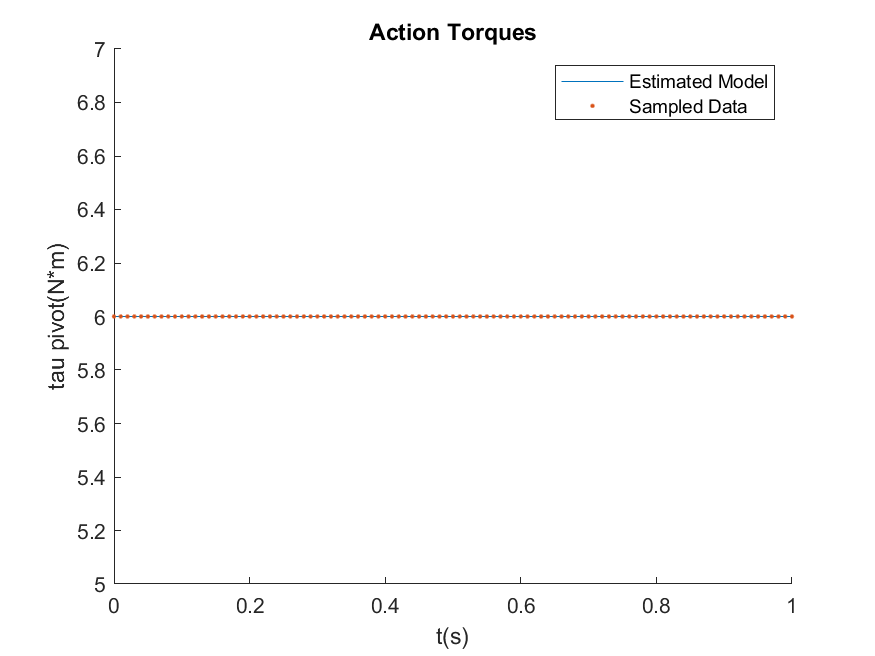 Action Torques
Estimated Model
Sampled Data
7
6.8
6.6
6.4
6.2
6
5.8
5.6
5.4
5.2
5
tau pivot(N*m)
0 0.2 0.4 0.6 0.8 1
t(s)